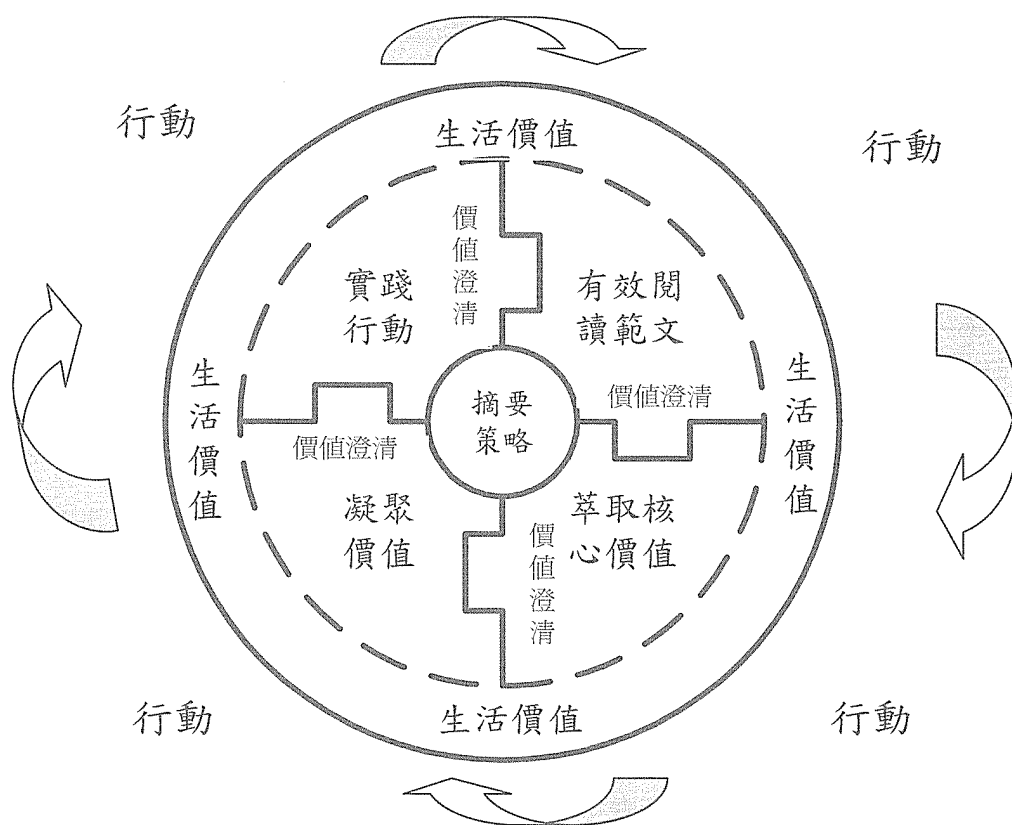 行動
行動
生活價值
價值澄清
實踐
行動
有效閱
讀範文
生活價值
摘要
策略
價值澄清
生活價值
價值澄清
凝聚
價值
萃取核
心價值
價值澄清
行動
生活價值
行動